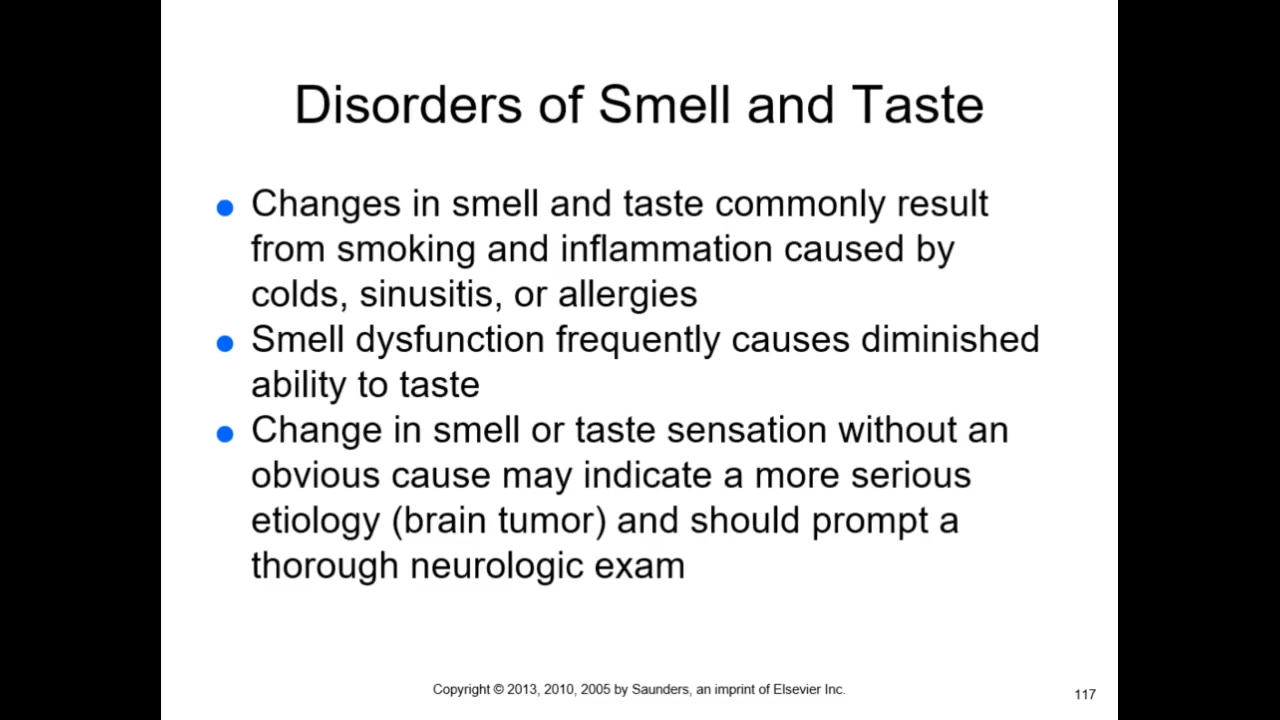 Disorders of Smell and Taste
Changes in smell and taste commonly result
from smoking and inflammation caused by
colds, sinusitis, or allergies
Smell dysfunction frequently causes diminished
ability to taste
Change in smell or taste sensation without an
obvious cause may indicate a more serious
etiology (brain tumor) and should prompt a
thorough neurologic exam
Copyright © 2013, 2010, 2005 by Saunders, an imprint of Elsevier Inc.
117